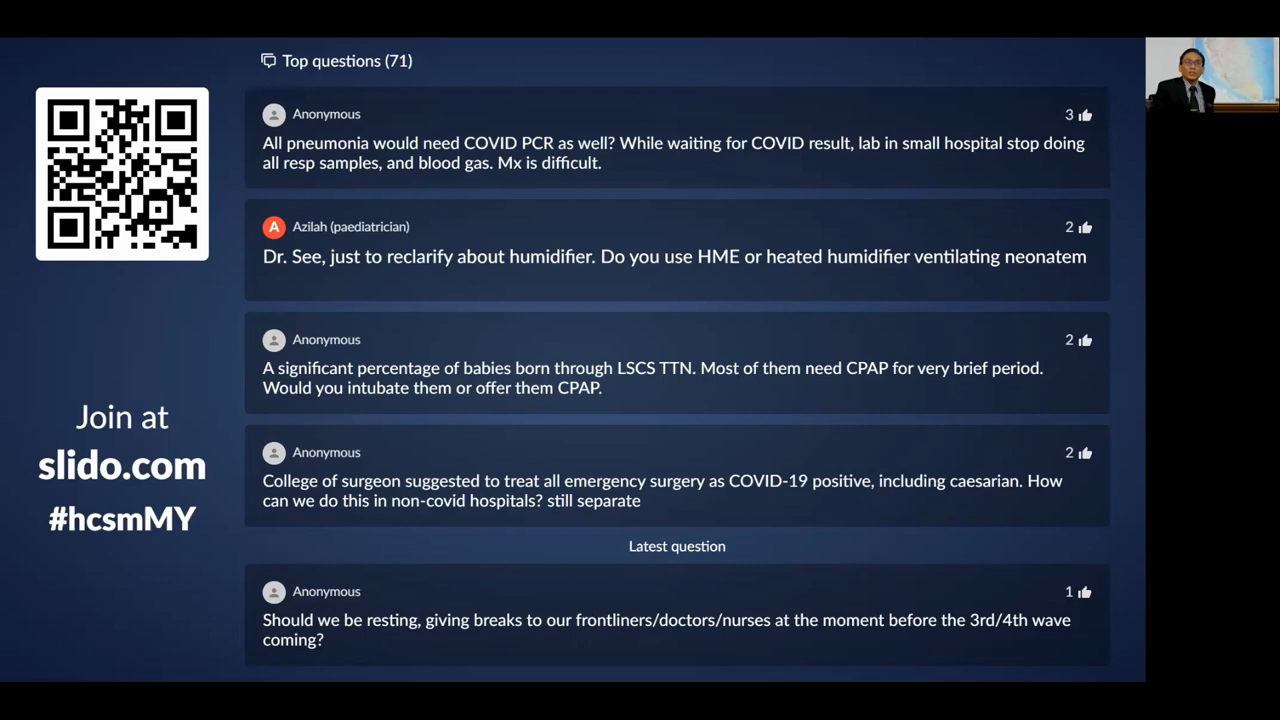 Top questions (71)
Anonymous
3
All pneumonia would need COVID PCR as well? While waiting for COVID result, lab in small hospital stop doing
all resp samples, and blood gas. Mx is difficult.
A
Azilah (paediatrician)
2
Dr. See, just to reclarify about humidifier. Do you use HME or heated humidifier ventilating neonatem
Anonymous
2
A significant percentage of babies born through LSCS TTN. Most of them need CPAP for very brief period.
Would you intubate them or offer them CPAP.
Anonymous
2
College of surgeon suggested to treat all emergency surgery as COVID-19 positive, including caesarian. How
can we do this in non-covid hospitals? still separate
Latest question
Anonymous
1
Should we be resting, giving breaks to our frontliners/doctors/nurses at the moment before the 3rd/4th wave
coming?
Join at
slido.com
#hcsmMY